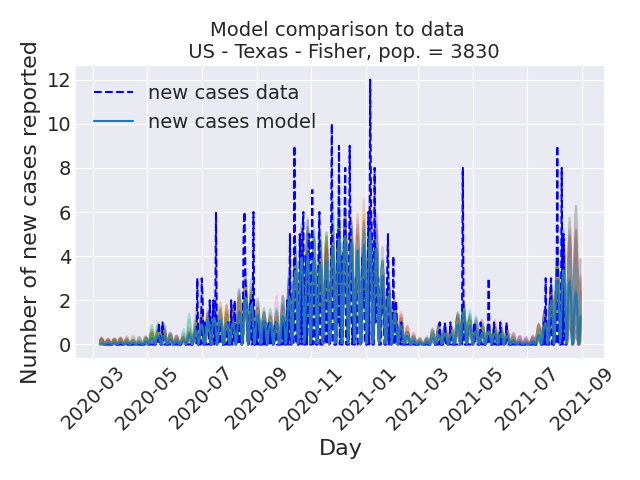 Model comparison to data
US - Texas - Fisher, pop. = 3830
Number of new cases reported
12
10
8
6
4
2
0
new cases data
new cases model
2020-03
2020-05
2020-07
2020-09
2020-11
2021-01
2021-03
2021-05
2021-07
2021-09
Day